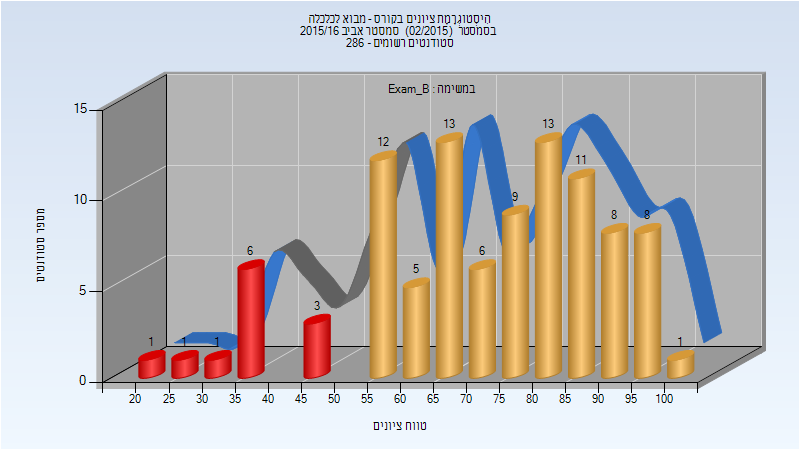 היסטוגרמת ציונים בקורס - מבוא לכלכלה
בסמסטר (02/2015) סמסטר אביב 2015/16
סטודנטים רשומים - 286
במשימה : Exam_B
מספר סטודנטים
15
10
5
0
1 1 1 6 3 12 5 13 6 9 13 11 8 8 1
20 25 30 35 40 45 50 55 60 65 70 75 80 85 90 95 100
טווח ציונים